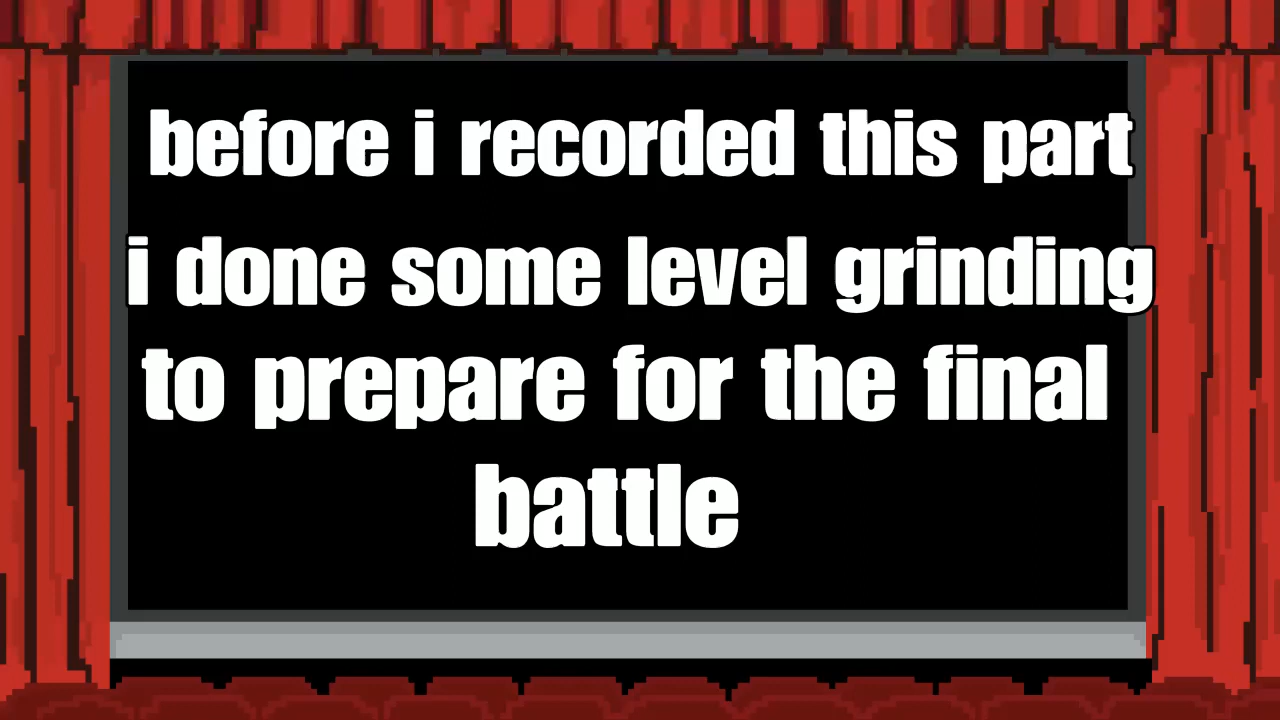 before i recorded this part
i done some level grinding
to prepare for the final
battle